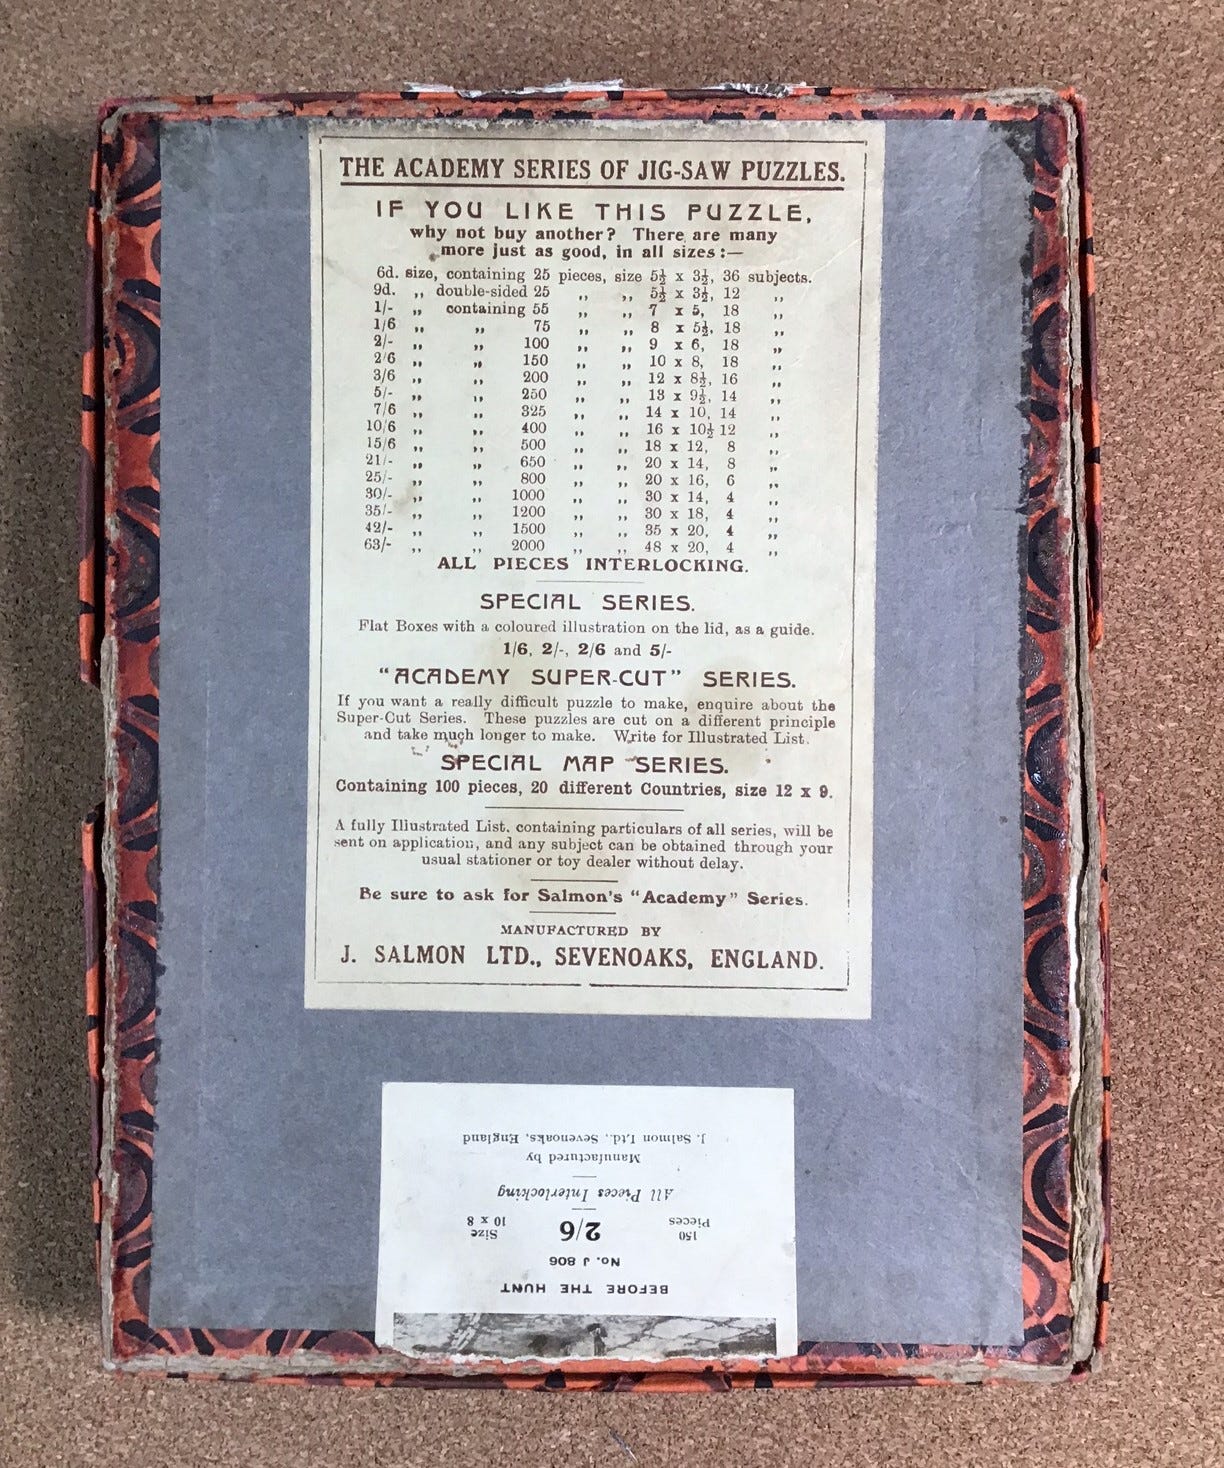 THE ACADEMY SERIES OF JIG-SAW PUZZLES.
IF YOU LIKE THIS PUZZLE,
why not buy another? There are many
more just as good, in all sizes:—
6d. size, containing 25 pieces, size 5½ x 3½, 36 subjects.
9d. „ double-sided 25 „ „ 5½ x 3½, 12 „
1/- „ containing 55 „ „ 7 x 5, 18 „
1/6 „ „ 75 „ „ 8 x 5½, 18 „
2/- „ „ 100 „ „ 9 x 6, 18 „
2/6 „ „ 150 „ „ 10 x 8, 18 „
3/6 „ „ 200 „ „ 12 x 8½, 16 „
5/- „ „ 250 „ „ 13 x 9½, 14 „
7/6 „ „ 325 „ „ 14 x 10, 14 „
10/6 „ „ 400 „ „ 16 x 10½ 12 „
15/6 „ „ 500 „ „ 18 x 12, 8 „
21/- „ „ 650 „ „ 20 x 14, 8 „
25/- „ „ 800 „ „ 20 x 16, 6 „
30/- „ „ 1000 „ „ 30 x 14, 4 „
35/- „ „ 1200 „ „ 30 x 18, 4 „
42/- „ „ 1500 „ „ 35 x 20, 4 „
63/- „ „ 2000 „ „ 48 x 20, 4 „
ALL PIECES INTERLOCKING.
SPECIAL SERIES.
Flat Boxes with a coloured illustration on the lid, as a guide.
1/6, 2/-, 2/6 and 5/-
"ACADEMY SUPER-CUT" SERIES.
If you want a really difficult puzzle to make, enquire about the
Super-Cut Series. These puzzles are cut on a different principle
and take much longer to make. Write for Illustrated List.
SPECIAL MAP SERIES.
Containing 100 pieces, 20 different Countries, size 12 x 9.
A fully Illustrated List, containing particulars of all series, will be
sent on application, and any subject can be obtained through your
usual stationer or toy dealer without delay.
Be sure to ask for Salmon's "Academy" Series.
MANUFACTURED BY
J. SALMON LTD., SEVENOAKS, ENGLAND.
BEFORE THE HUNT
No. J 806
150 Pieces 2/6 Size 10 x 8
All Pieces Interlocking
Manufactured by
J. Salmon Ltd., Sevenoaks, England